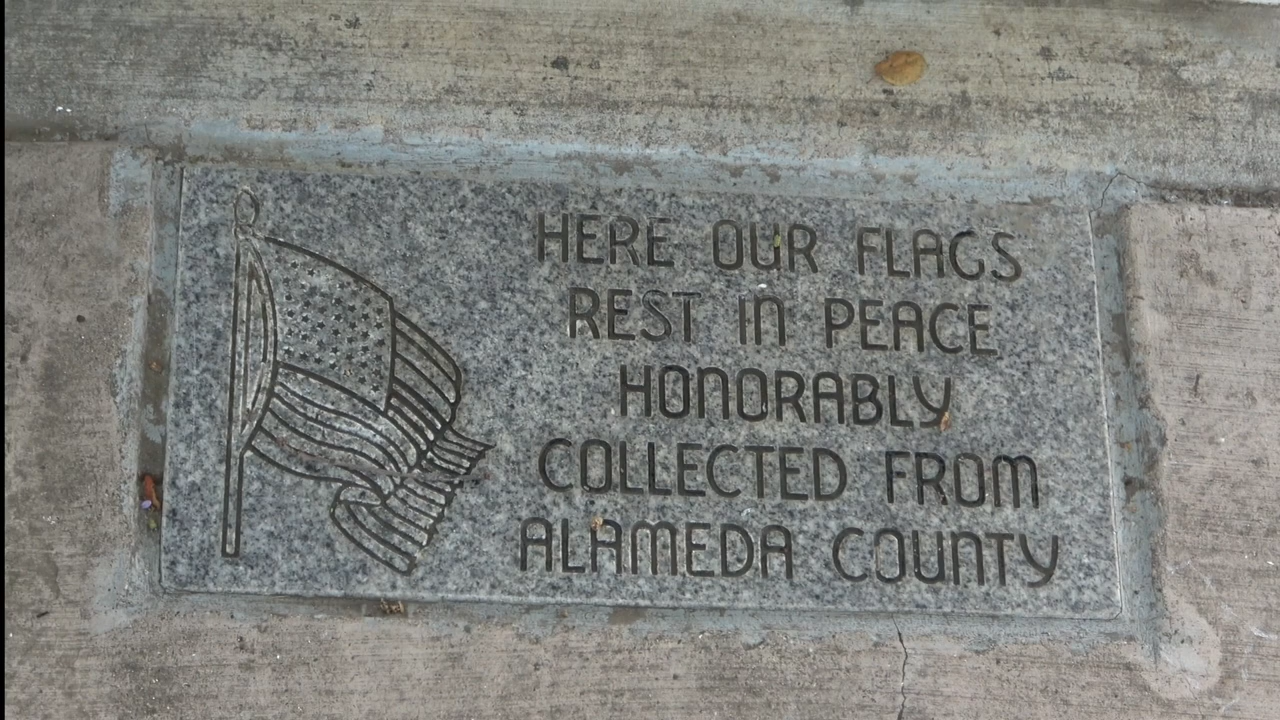 HERE OUR FLAGS
REST IN PEACE
HONORABLY
COLLECTED FROM
ALAMEDA COUNTY